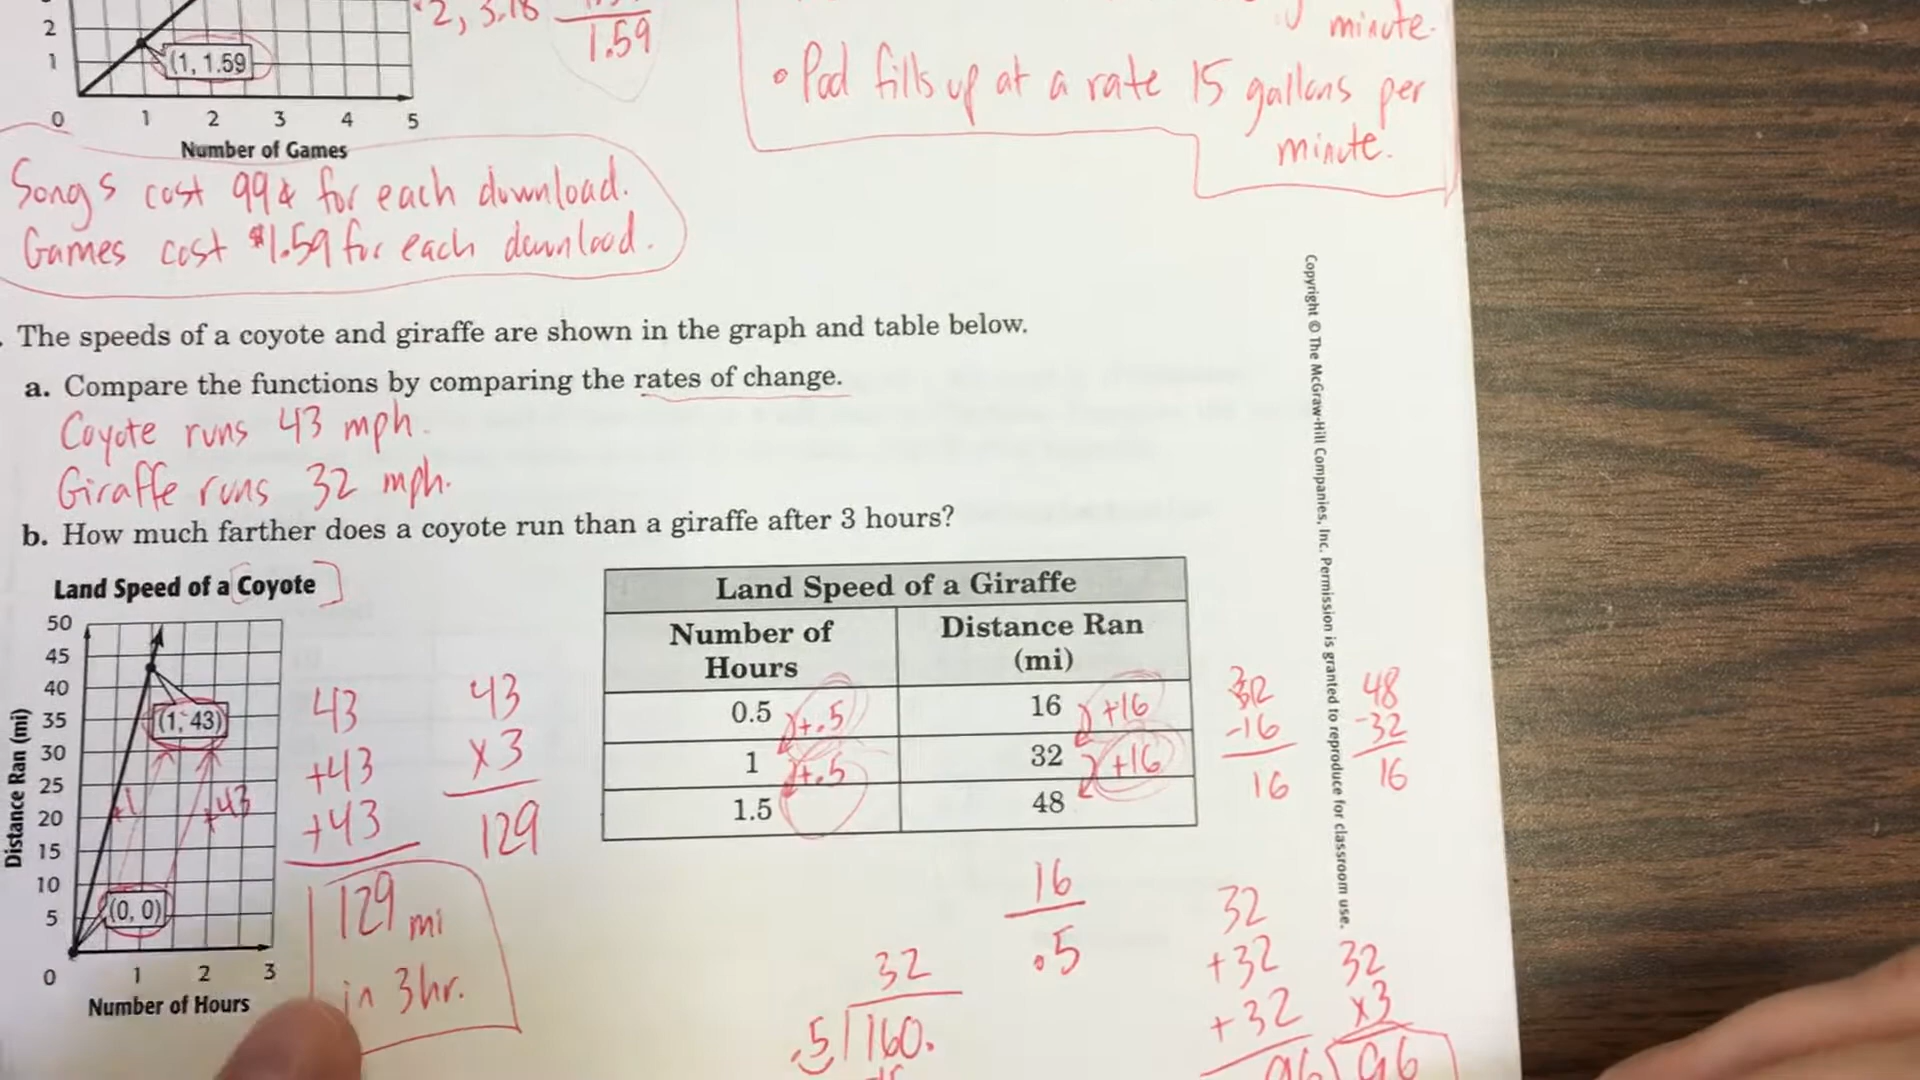 2
1
(1, 1.59
0 1 2 3 4 5
Number of Games
2, 3.18
1.59
minute.
• Pool fills up at a rate 15 gallons per
minute.
Songs cost 99¢ for each download.
Games cost $1.59 for each download.
The speeds of a coyote and giraffe are shown in the graph and table below.
a. Compare the functions by comparing the rates of change.
Coyote runs 43 mph.
Giraffe runs 32 mph.
b. How much farther does a coyote run than a giraffe after 3 hours?
Land Speed of a Coyote
Distance Ran (mi)
50
45
40
35
30
25
20
15
10
5
0 1 2 3
Number of Hours
(1, 43)
+1 +43
(0, 0)
43
+43
+43
129 mi
in 3hr.
43
x3
129
Land Speed of a Giraffe
Number of Hours
Distance Ran (mi)
0.5 +.5 16 +16
1 +.5 32 +16
1.5 48
32
-16
16
48
-32
16
16
.5
32
.5 160.
32
+32
+32
96
32
x3
96
Copyright © The McGraw-Hill Companies, Inc. Permission is granted to reproduce for classroom use.